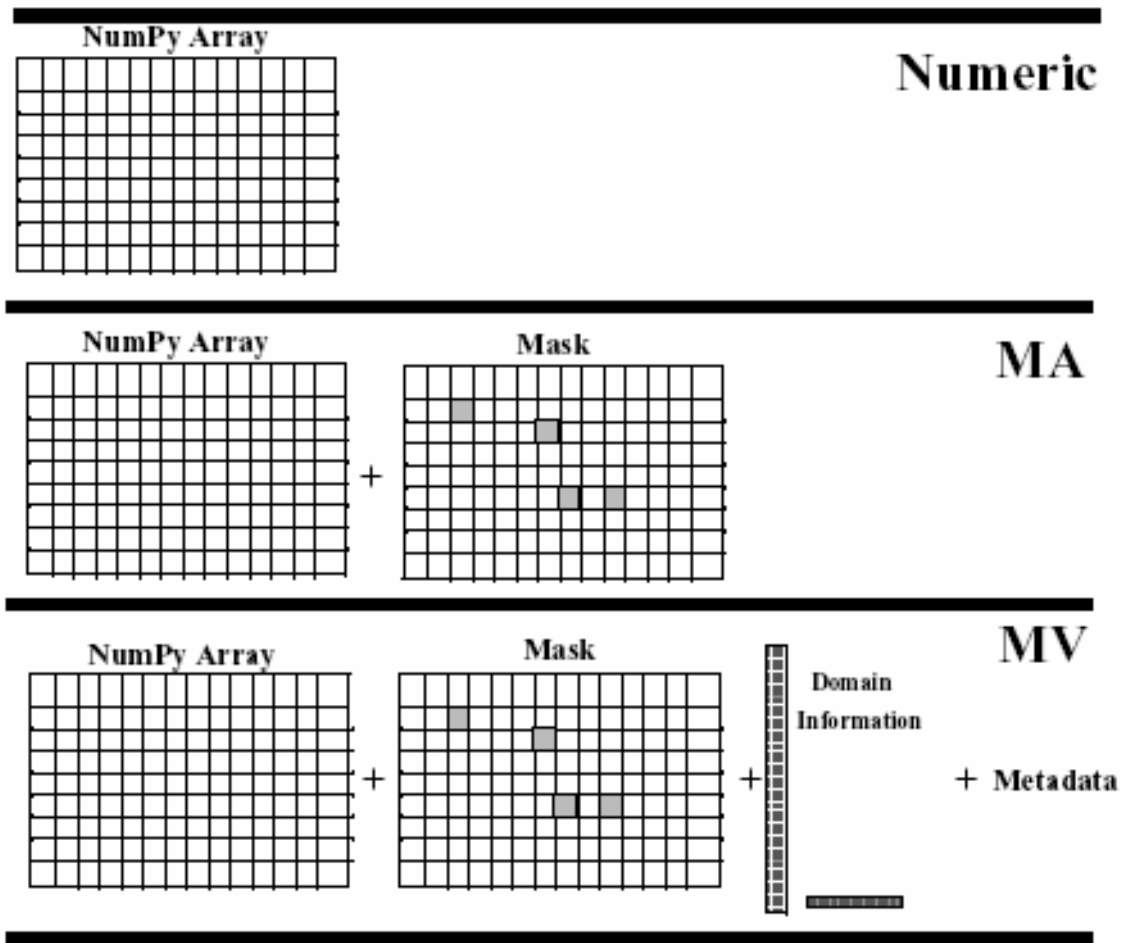 NumPy Array
Numeric
NumPy Array
Mask
MA
+
NumPy Array
Mask
MV
Domain
Information
+
+
+ Metadata